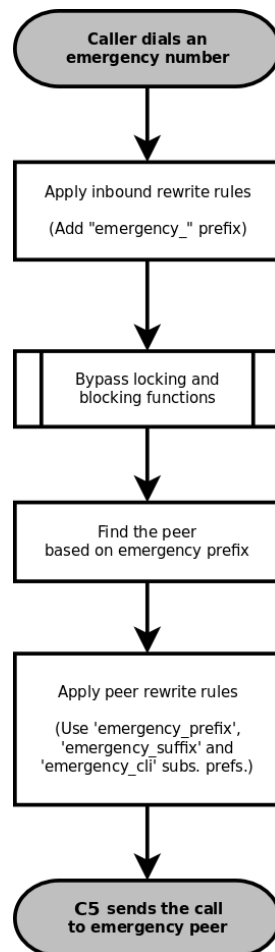 Caller dials an
emergency number
Apply inbound rewrite rules
(Add "emergency_" prefix)
Bypass locking and
blocking functions
Find the peer
based on emergency prefix
Apply peer rewrite rules
(Use 'emergency_prefix',
'emergency_suffix' and
'emergency_cli' subs. prefs.)
C5 sends the call
to emergency peer